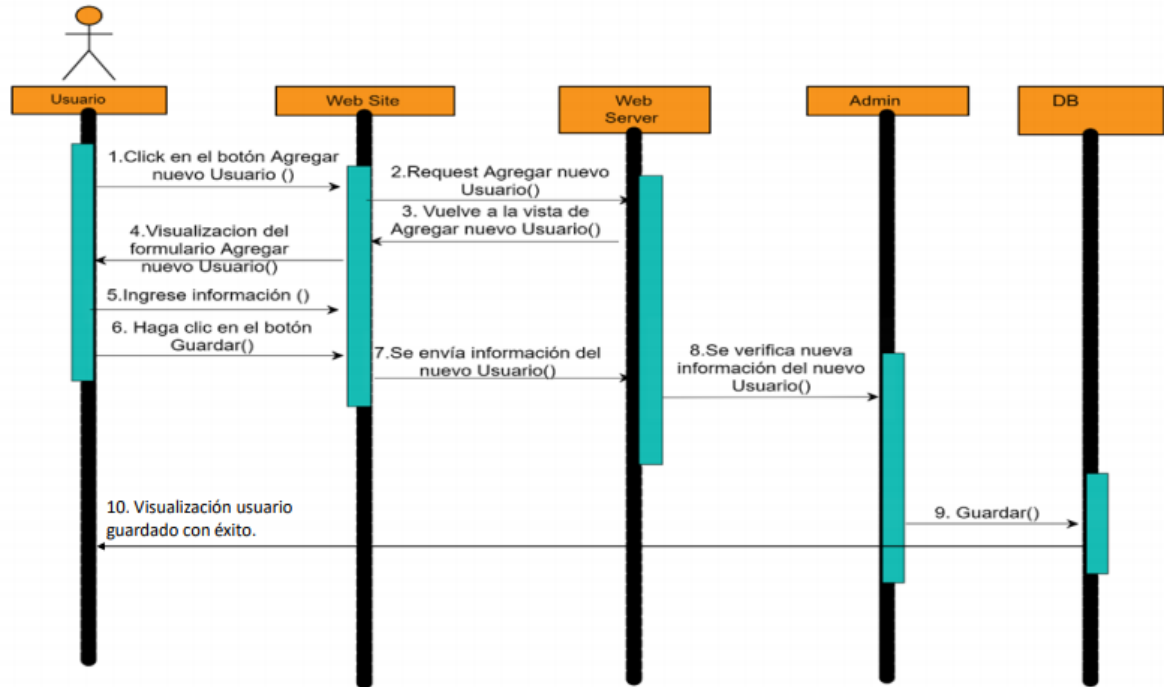 Usuario
Web Site
Web
Server
Admin
DB
1.Click en el botón Agregar
nuevo Usuario ()
2.Request Agregar nuevo
Usuario()
3. Vuelve a la vista de
Agregar nuevo Usuario()
4.Visualizacion del
formulario Agregar
nuevo Usuario()
5.Ingrese información ()
6. Haga clic en el botón
Guardar()
7.Se envía información del
nuevo Usuario()
8.Se verifica nueva
información del nuevo
Usuario()
9. Guardar()
10. Visualización usuario
guardado con éxito.